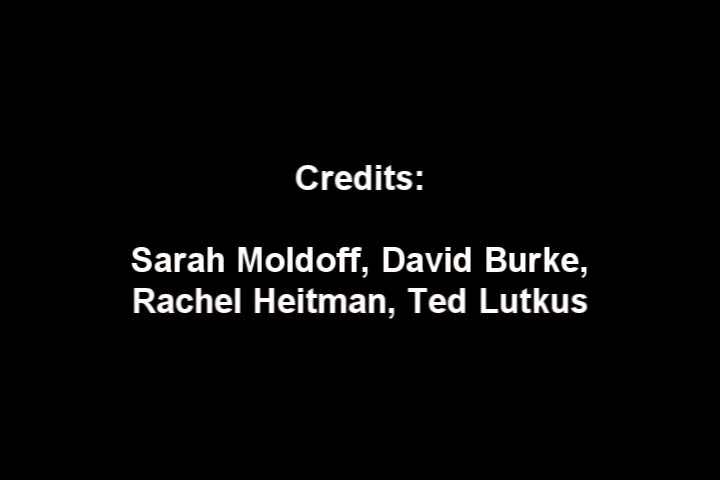 Credits:
Sarah Moldoff, David Burke,
Rachel Heitman, Ted Lutkus